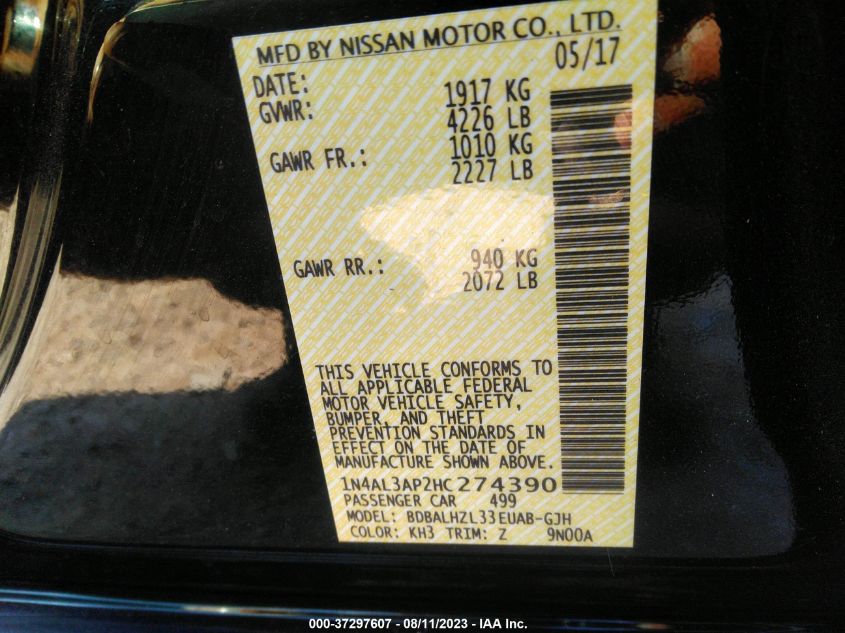 MFD BY NISSAN MOTOR CO., LTD.
DATE: 05/17
GVWR: 1917 KG
4226 LB
GAWR FR.: 1010 KG
2227 LB
GAWR RR.: 940 KG
2072 LB
THIS VEHICLE CONFORMS TO
ALL APPLICABLE FEDERAL
MOTOR VEHICLE SAFETY,
BUMPER, AND THEFT
PREVENTION STANDARDS IN
EFFECT ON THE DATE OF
MANUFACTURE SHOWN ABOVE.
1N4AL3AP2HC274390
PASSENGER CAR 499
MODEL: BDBALHZL33EUAB-GJH
COLOR: KH3 TRIM: Z 9N00A
000-37297607 - 08/11/2023 - IAA Inc.